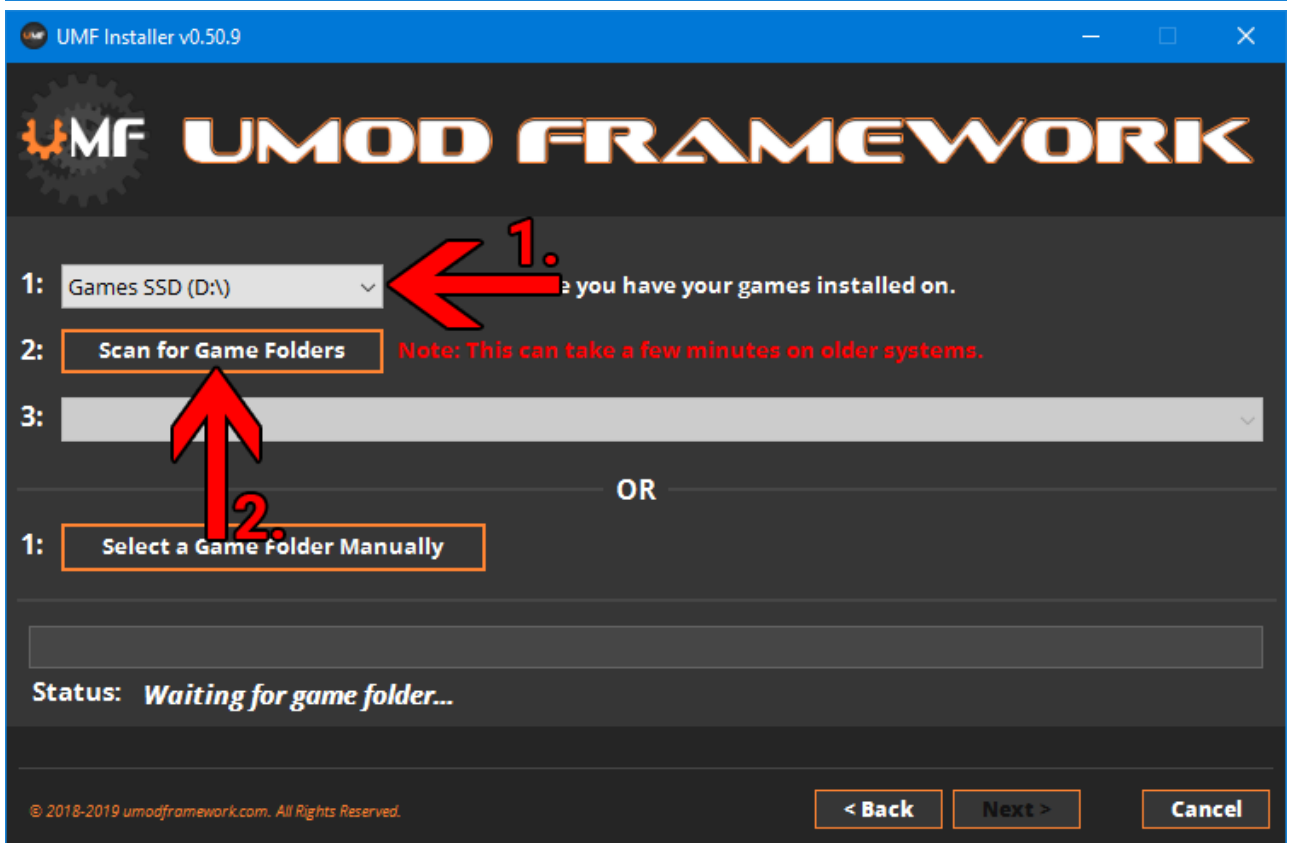 UMF Installer v0.50.9
UMF UMOD FRAMEWORK
1.
1: Games SSD (D:\) you have your games installed on.
2: Scan for Game Folders Note: This can take a few minutes on older systems.
3:
OR
2.
1: Select a Game Folder Manually
Status: Waiting for game folder...
© 2018-2019 umodframework.com. All Rights Reserved.
< Back Next > Cancel